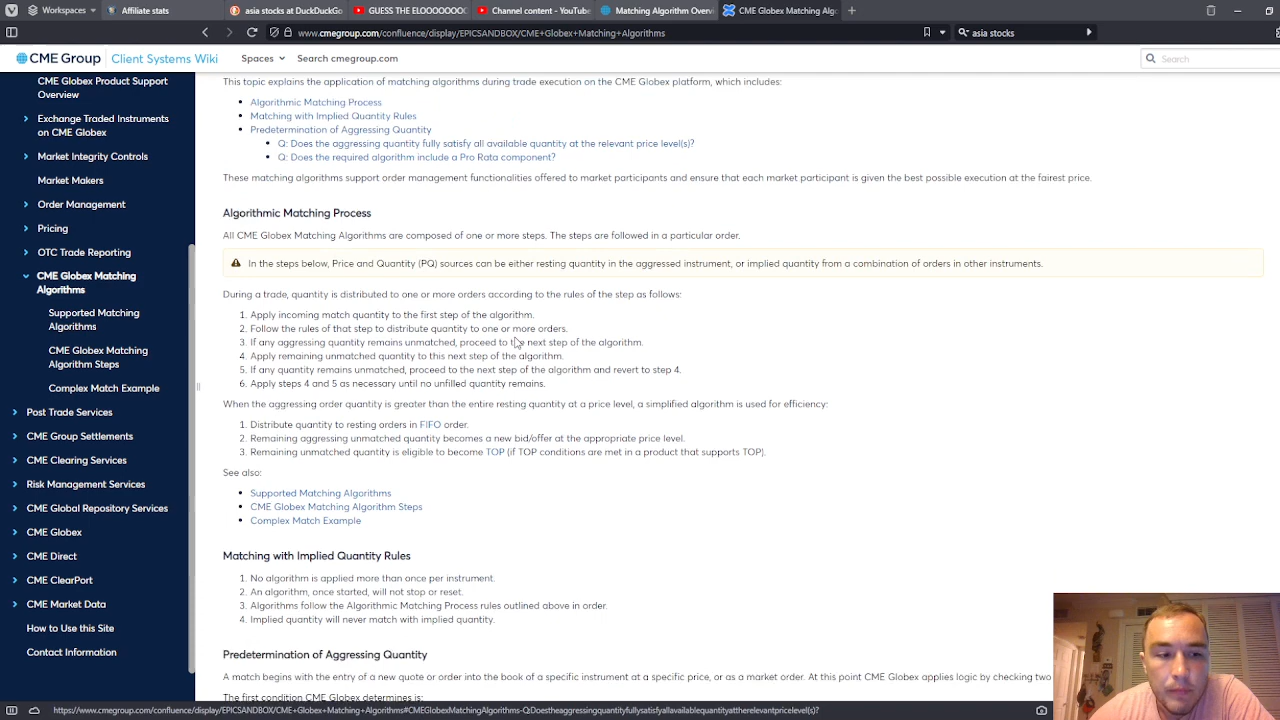 Workspaces
Affiliate stats
asia stocks at DuckDuckGo
GUESS THE ELOOOOOOO
Channel content - YouTube
Matching Algorithm Overv
CME Globex Matching Algo
www.cmegroup.com/confluence/display/EPICSANDBOX/CME+Globex+Matching+Algorithms
asia stocks
CME Group
Client Systems Wiki
Spaces
Search cmegroup.com
Search
CME Globex Product Support
Overview
Exchange Traded Instruments
on CME Globex
Market Integrity Controls
Market Makers
Order Management
Pricing
OTC Trade Reporting
CME Globex Matching
Algorithms
Supported Matching
Algorithms
CME Globex Matching
Algorithm Steps
Complex Match Example
Post Trade Services
CME Group Settlements
CME Clearing Services
Risk Management Services
CME Global Repository Services
CME Globex
CME Direct
CME ClearPort
CME Market Data
How to Use this Site
Contact Information
This topic explains the application of matching algorithms during trade execution on the CME Globex platform, which includes:
Algorithmic Matching Process
Matching with Implied Quantity Rules
Predetermination of Aggressing Quantity
Q: Does the aggressing quantity fully satisfy all available quantity at the relevant price level(s)?
Q: Does the required algorithm include a Pro Rata component?
These matching algorithms support order management functionalities offered to market participants and ensure that each market participant is given the best possible execution at the fairest price.
Algorithmic Matching Process
All CME Globex Matching Algorithms are composed of one or more steps. The steps are followed in a particular order.
In the steps below, Price and Quantity (PQ) sources can be either resting quantity in the aggressed instrument, or implied quantity from a combination of orders in other instruments.
During a trade, quantity is distributed to one or more orders according to the rules of the step as follows:
1. Apply incoming match quantity to the first step of the algorithm.
2. Follow the rules of that step to distribute quantity to one or more orders.
3. If any aggressing quantity remains unmatched, proceed to the next step of the algorithm.
4. Apply remaining unmatched quantity to this next step of the algorithm.
5. If any quantity remains unmatched, proceed to the next step of the algorithm and revert to step 4.
6. Apply steps 4 and 5 as necessary until no unfilled quantity remains.
When the aggressing order quantity is greater than the entire resting quantity at a price level, a simplified algorithm is used for efficiency:
1. Distribute quantity to resting orders in FIFO order.
2. Remaining aggressing unmatched quantity becomes a new bid/offer at the appropriate price level.
3. Remaining unmatched quantity is eligible to become TOP (if TOP conditions are met in a product that supports TOP).
See also:
Supported Matching Algorithms
CME Globex Matching Algorithm Steps
Complex Match Example
Matching with Implied Quantity Rules
1. No algorithm is applied more than once per instrument.
2. An algorithm, once started, will not stop or reset.
3. Algorithms follow the Algorithmic Matching Process rules outlined above in order.
4. Implied quantity will never match with implied quantity.
Predetermination of Aggressing Quantity
A match begins with the entry of a new quote or order into the book of a specific instrument at a specific price, or as a market order. At this point CME Globex applies logic by checking two
The first condition CME Globex determines is:
https://www.cmegroup.com/confluence/display/EPICSANDBOX/CME+Globex+Matching+Algorithms#CMEGlobexMatchingAlgorithms-Q:Doestheaggressingquantityfullysatisfyallavailablequantityattherelevantpricelevel(s)?